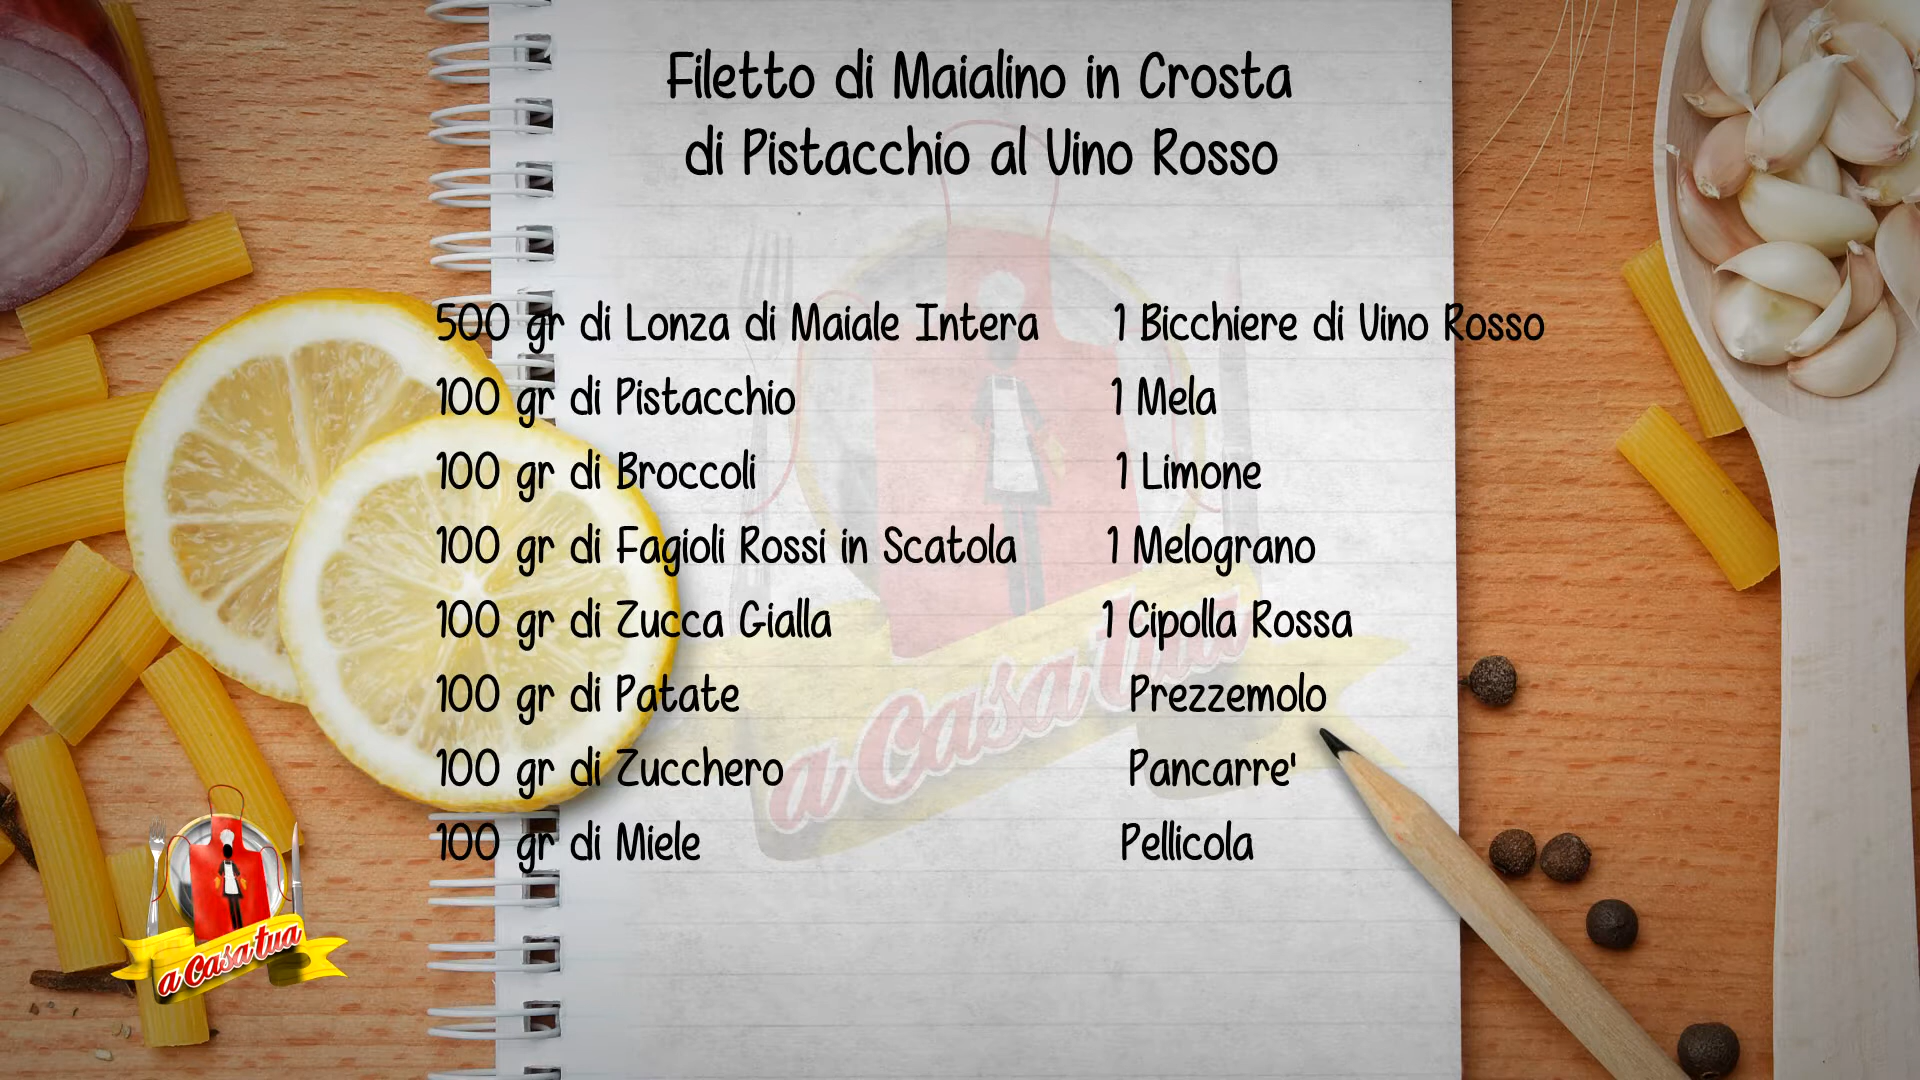 Filetto di Maialino in Crosta
di Pistacchio al Vino Rosso
500 gr di Lonza di Maiale Intera
100 gr di Pistacchio
100 gr di Broccoli
100 gr di Fagioli Rossi in Scatola
100 gr di Zucca Gialla
100 gr di Patate
100 gr di Zucchero
100 gr di Miele
1 Bicchiere di Vino Rosso
1 Mela
1 Limone
1 Melograno
1 Cipolla Rossa
Prezzemolo
Pancarre'
Pellicola
a Casa tua
a Casa tua